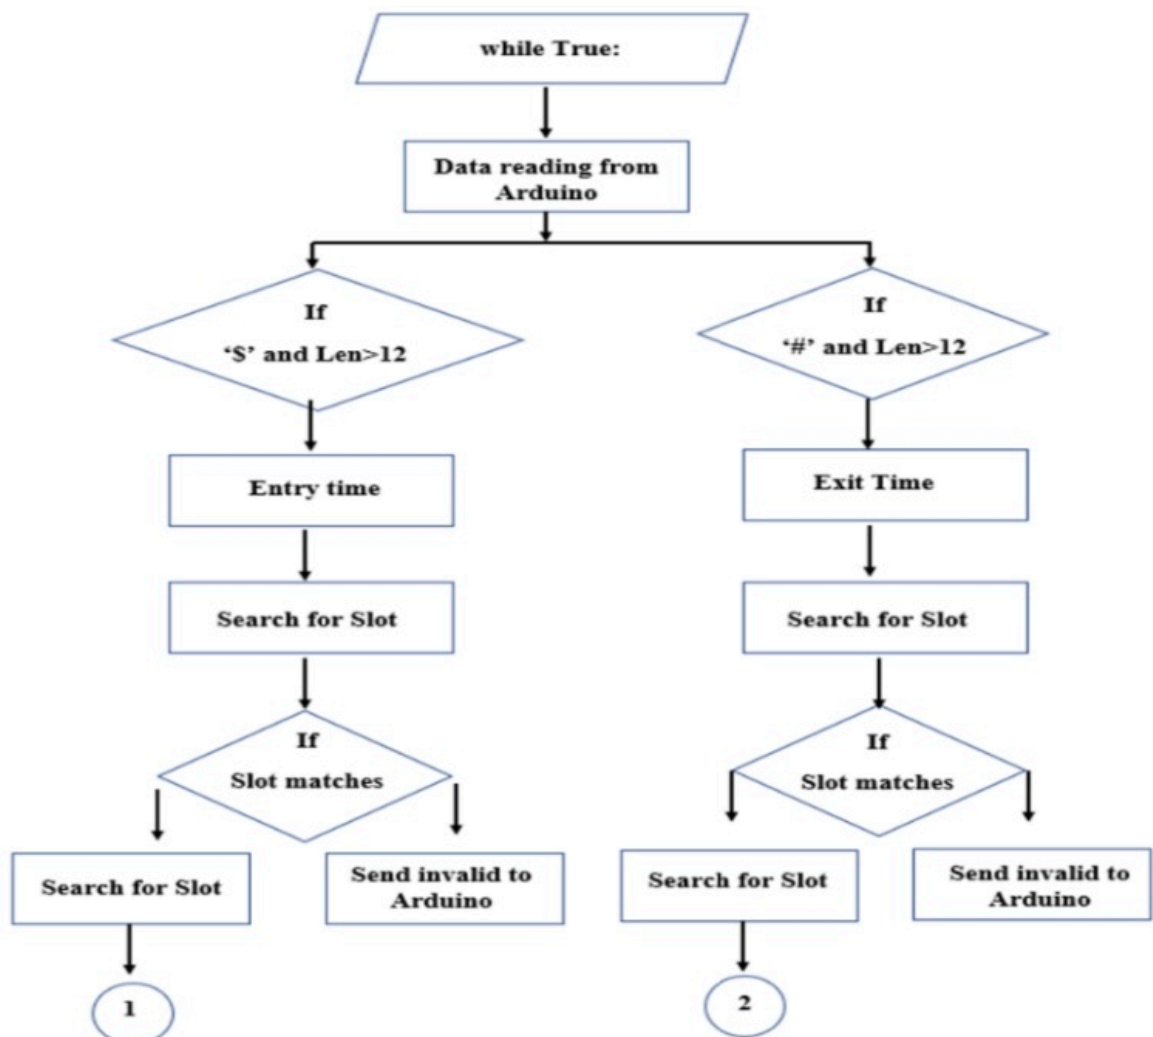 while True:
Data reading from
Arduino
If
‘$’ and Len>12
If
‘#’ and Len>12
Entry time
Exit Time
Search for Slot
Search for Slot
If
Slot matches
If
Slot matches
Search for Slot
Send invalid to
Arduino
Search for Slot
Send invalid to
Arduino
1
2